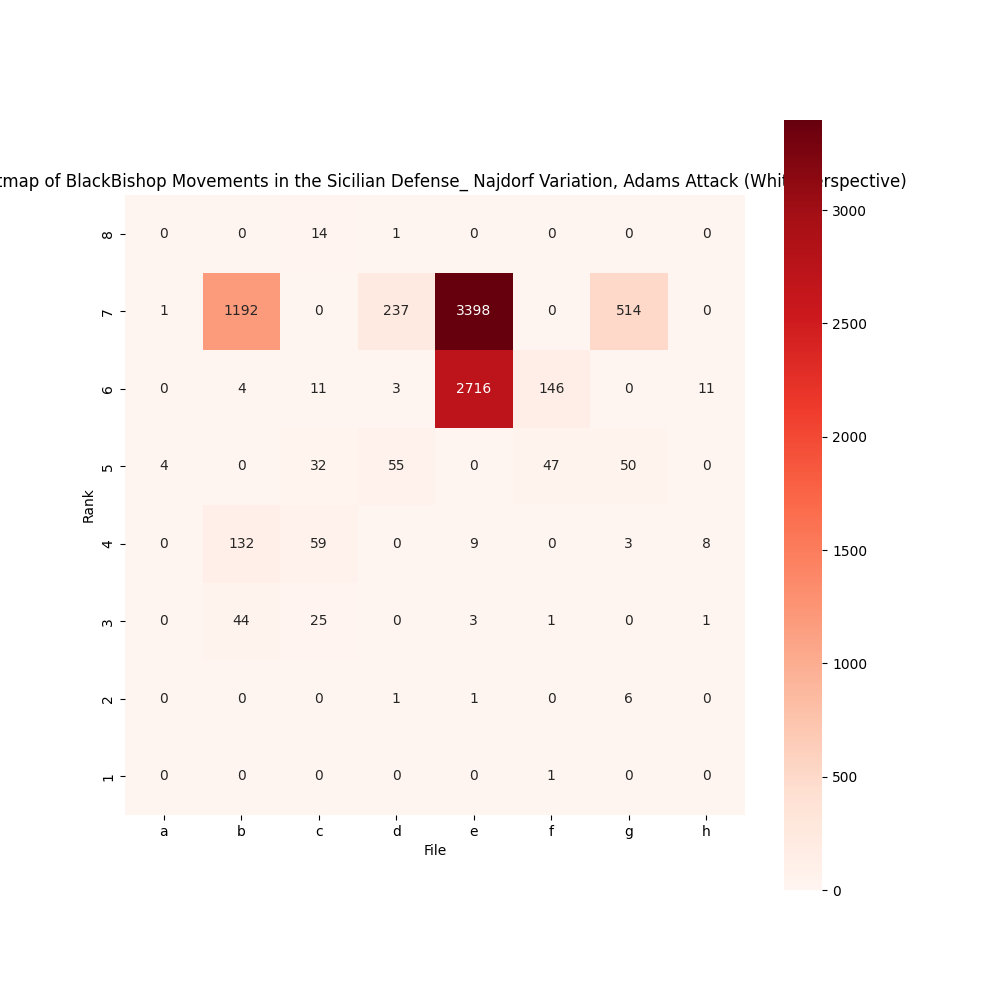 tmap of BlackBishop Movements in the Sicilian Defense_ Najdorf Variation, Adams Attack (White Perspective)
8 0 0 14 1 0 0 0 0
7 1 1192 0 237 3398 0 514 0
6 0 4 11 3 2716 146 0 11
5 4 0 32 55 0 47 50 0
4 0 132 59 0 9 0 3 8
3 0 44 25 0 3 1 0 1
2 0 0 0 1 1 0 6 0
1 0 0 0 0 0 1 0 0
a b c d e f g h
Rank
File
3000
2500
2000
1500
1000
500
0